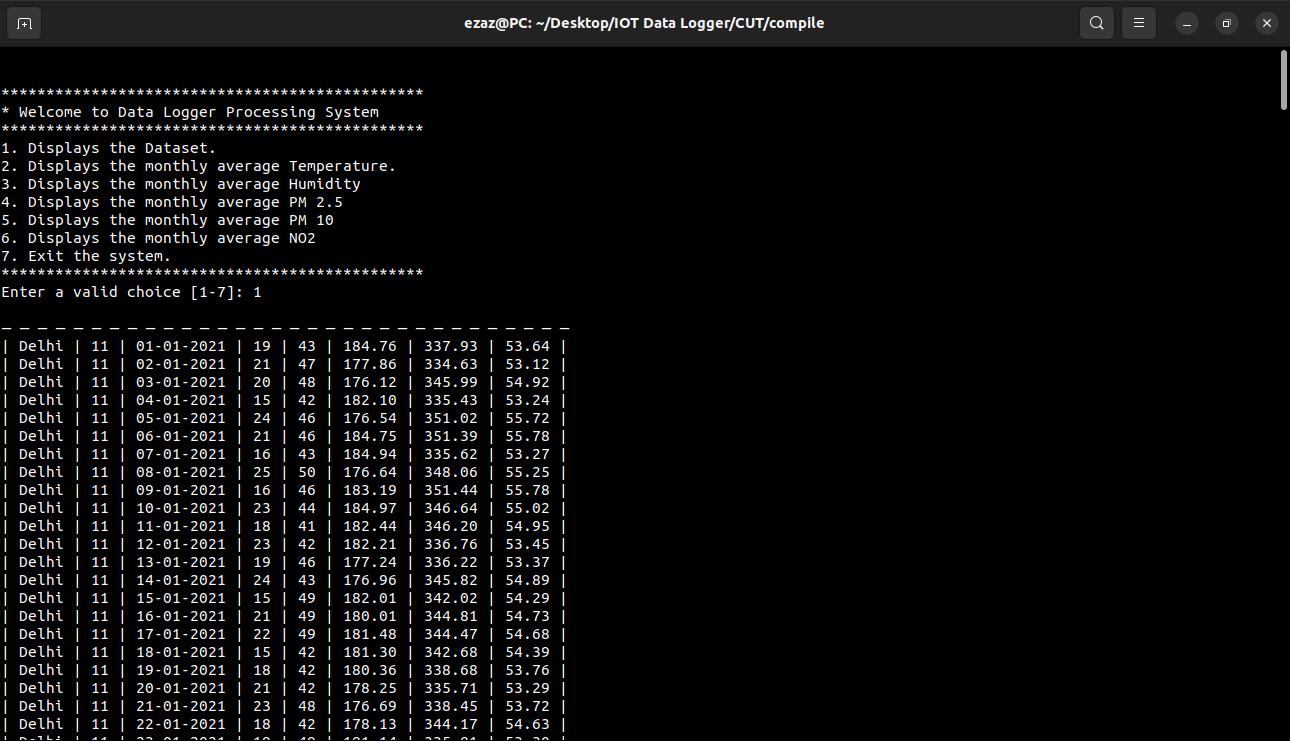 ezaz@PC: ~/Desktop/IOT Data Logger/CUT/compile
***********************************************
* Welcome to Data Logger Processing System
***********************************************
1. Displays the Dataset.
2. Displays the monthly average Temperature.
3. Displays the monthly average Humidity
4. Displays the monthly average PM 2.5
5. Displays the monthly average PM 10
6. Displays the monthly average NO2
7. Exit the system.
***********************************************
Enter a valid choice [1-7]: 1
_ _ _ _ _ _ _ _ _ _ _ _ _ _ _ _ _ _ _ _ _ _ _ _ _ _ _ _ _ _ _ _
| Delhi | 11 | 01-01-2021 | 19 | 43 | 184.76 | 337.93 | 53.64 |
| Delhi | 11 | 02-01-2021 | 21 | 47 | 177.86 | 334.63 | 53.12 |
| Delhi | 11 | 03-01-2021 | 20 | 48 | 176.12 | 345.99 | 54.92 |
| Delhi | 11 | 04-01-2021 | 15 | 42 | 182.10 | 335.43 | 53.24 |
| Delhi | 11 | 05-01-2021 | 24 | 46 | 176.54 | 351.02 | 55.72 |
| Delhi | 11 | 06-01-2021 | 21 | 46 | 184.75 | 351.39 | 55.78 |
| Delhi | 11 | 07-01-2021 | 16 | 43 | 184.94 | 335.62 | 53.27 |
| Delhi | 11 | 08-01-2021 | 25 | 50 | 176.64 | 348.06 | 55.25 |
| Delhi | 11 | 09-01-2021 | 16 | 46 | 183.19 | 351.44 | 55.78 |
| Delhi | 11 | 10-01-2021 | 23 | 44 | 184.97 | 346.64 | 55.02 |
| Delhi | 11 | 11-01-2021 | 18 | 41 | 182.44 | 346.20 | 54.95 |
| Delhi | 11 | 12-01-2021 | 23 | 42 | 182.21 | 336.76 | 53.45 |
| Delhi | 11 | 13-01-2021 | 19 | 46 | 177.24 | 336.22 | 53.37 |
| Delhi | 11 | 14-01-2021 | 24 | 43 | 176.96 | 345.82 | 54.89 |
| Delhi | 11 | 15-01-2021 | 15 | 49 | 182.01 | 342.02 | 54.29 |
| Delhi | 11 | 16-01-2021 | 21 | 49 | 180.01 | 344.81 | 54.73 |
| Delhi | 11 | 17-01-2021 | 22 | 49 | 181.48 | 344.47 | 54.68 |
| Delhi | 11 | 18-01-2021 | 15 | 42 | 181.30 | 342.68 | 54.39 |
| Delhi | 11 | 19-01-2021 | 18 | 42 | 180.36 | 338.68 | 53.76 |
| Delhi | 11 | 20-01-2021 | 21 | 42 | 178.25 | 335.71 | 53.29 |
| Delhi | 11 | 21-01-2021 | 23 | 48 | 176.69 | 338.45 | 53.72 |
| Delhi | 11 | 22-01-2021 | 18 | 42 | 178.13 | 344.17 | 54.63 |